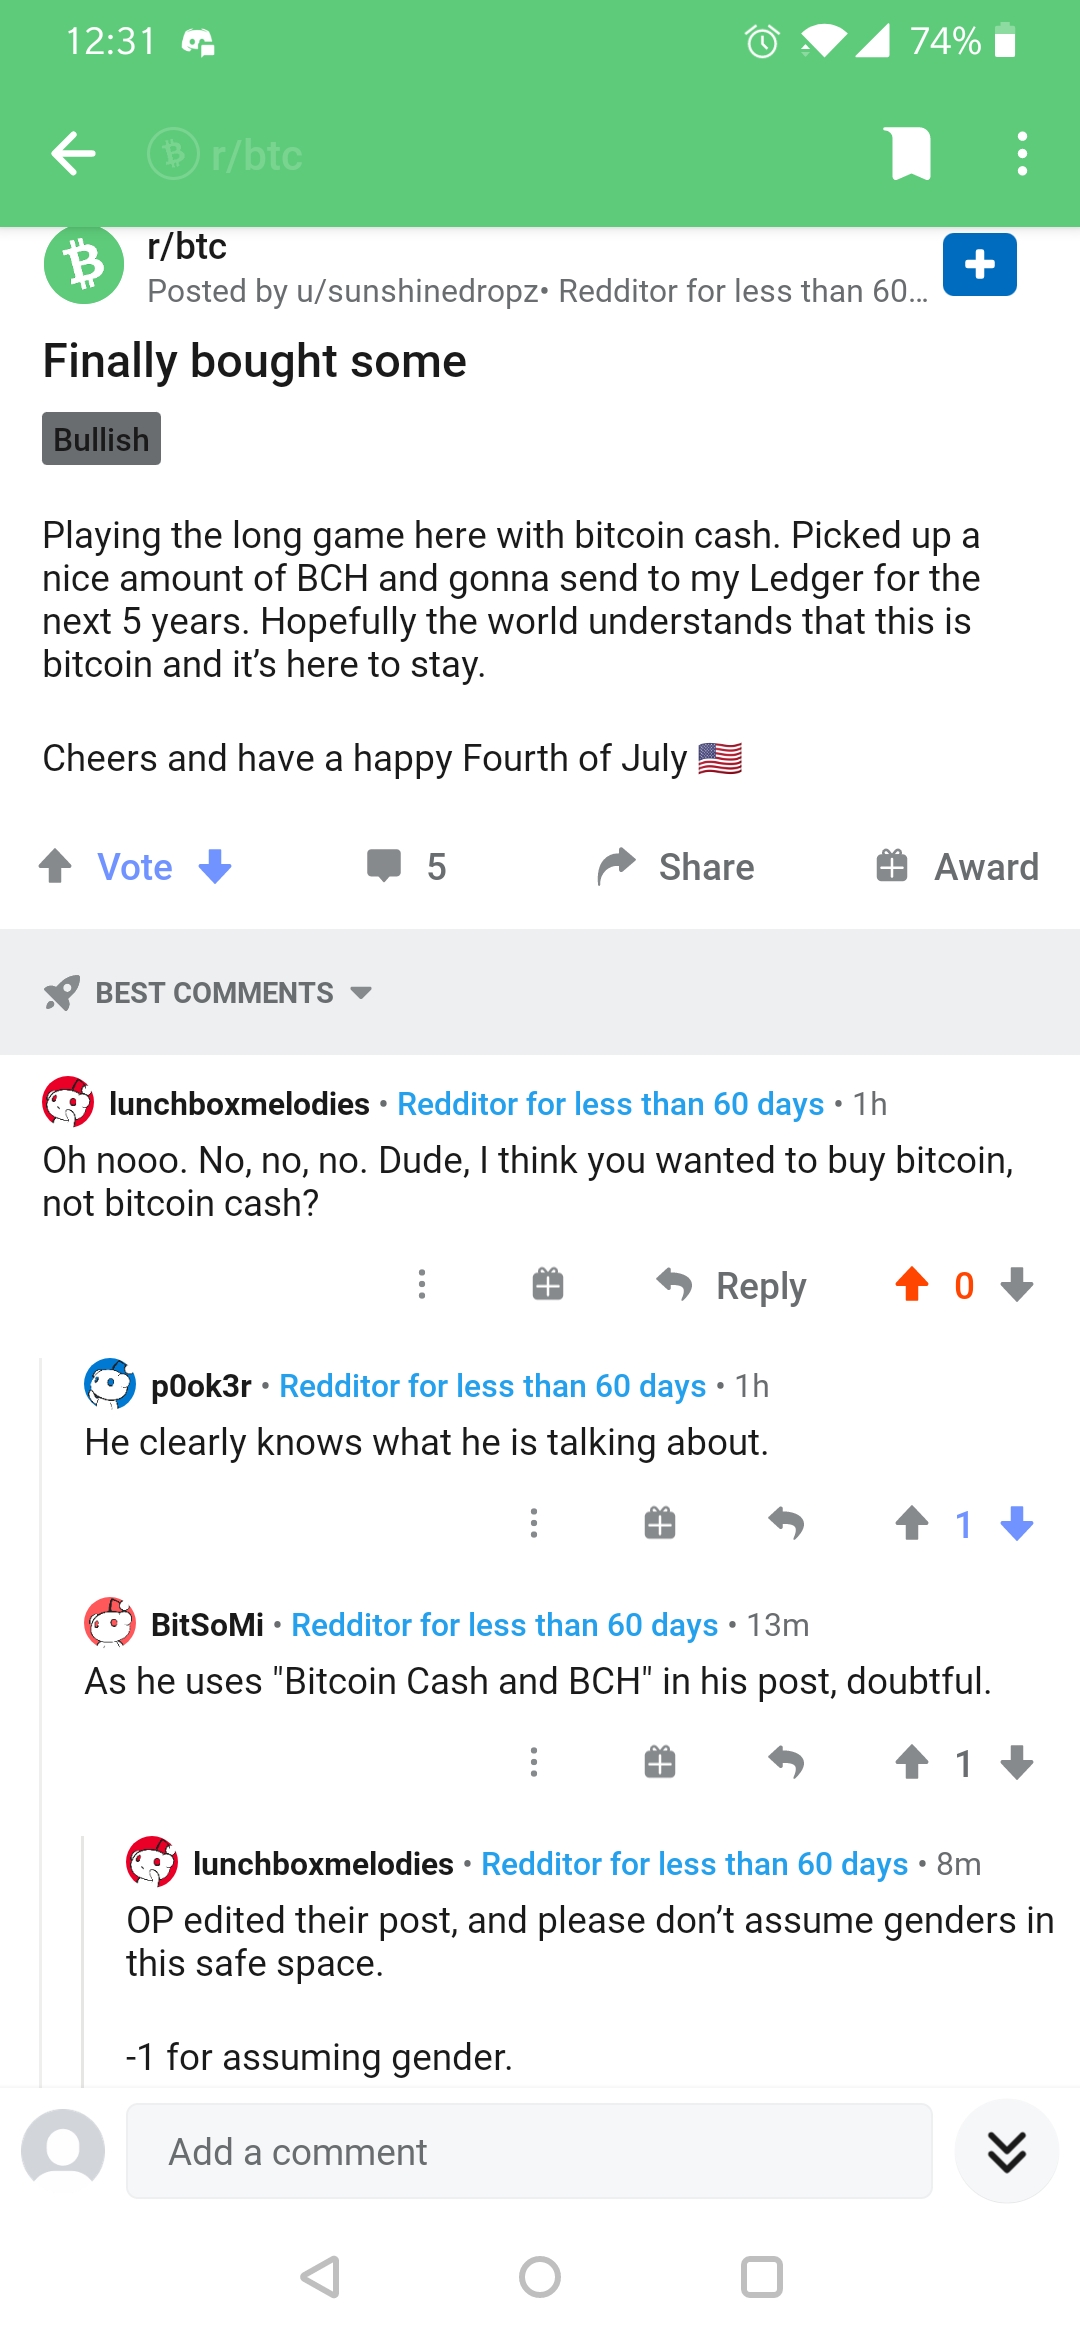 12:31
74%
r/btc
r/btc
Posted by u/sunshinedropz• Redditor for less than 60...
Finally bought some
Bullish
Playing the long game here with bitcoin cash. Picked up a
nice amount of BCH and gonna send to my Ledger for the
next 5 years. Hopefully the world understands that this is
bitcoin and it’s here to stay.
Cheers and have a happy Fourth of July 🇺🇸
Vote 5 Share Award
BEST COMMENTS
lunchboxmelodies • Redditor for less than 60 days • 1h
Oh nooo. No, no, no. Dude, I think you wanted to buy bitcoin,
not bitcoin cash?
Reply 0
p0ok3r • Redditor for less than 60 days • 1h
He clearly knows what he is talking about.
1
BitSoMi • Redditor for less than 60 days • 13m
As he uses "Bitcoin Cash and BCH" in his post, doubtful.
1
lunchboxmelodies • Redditor for less than 60 days • 8m
OP edited their post, and please don’t assume genders in
this safe space.
-1 for assuming gender.
Add a comment